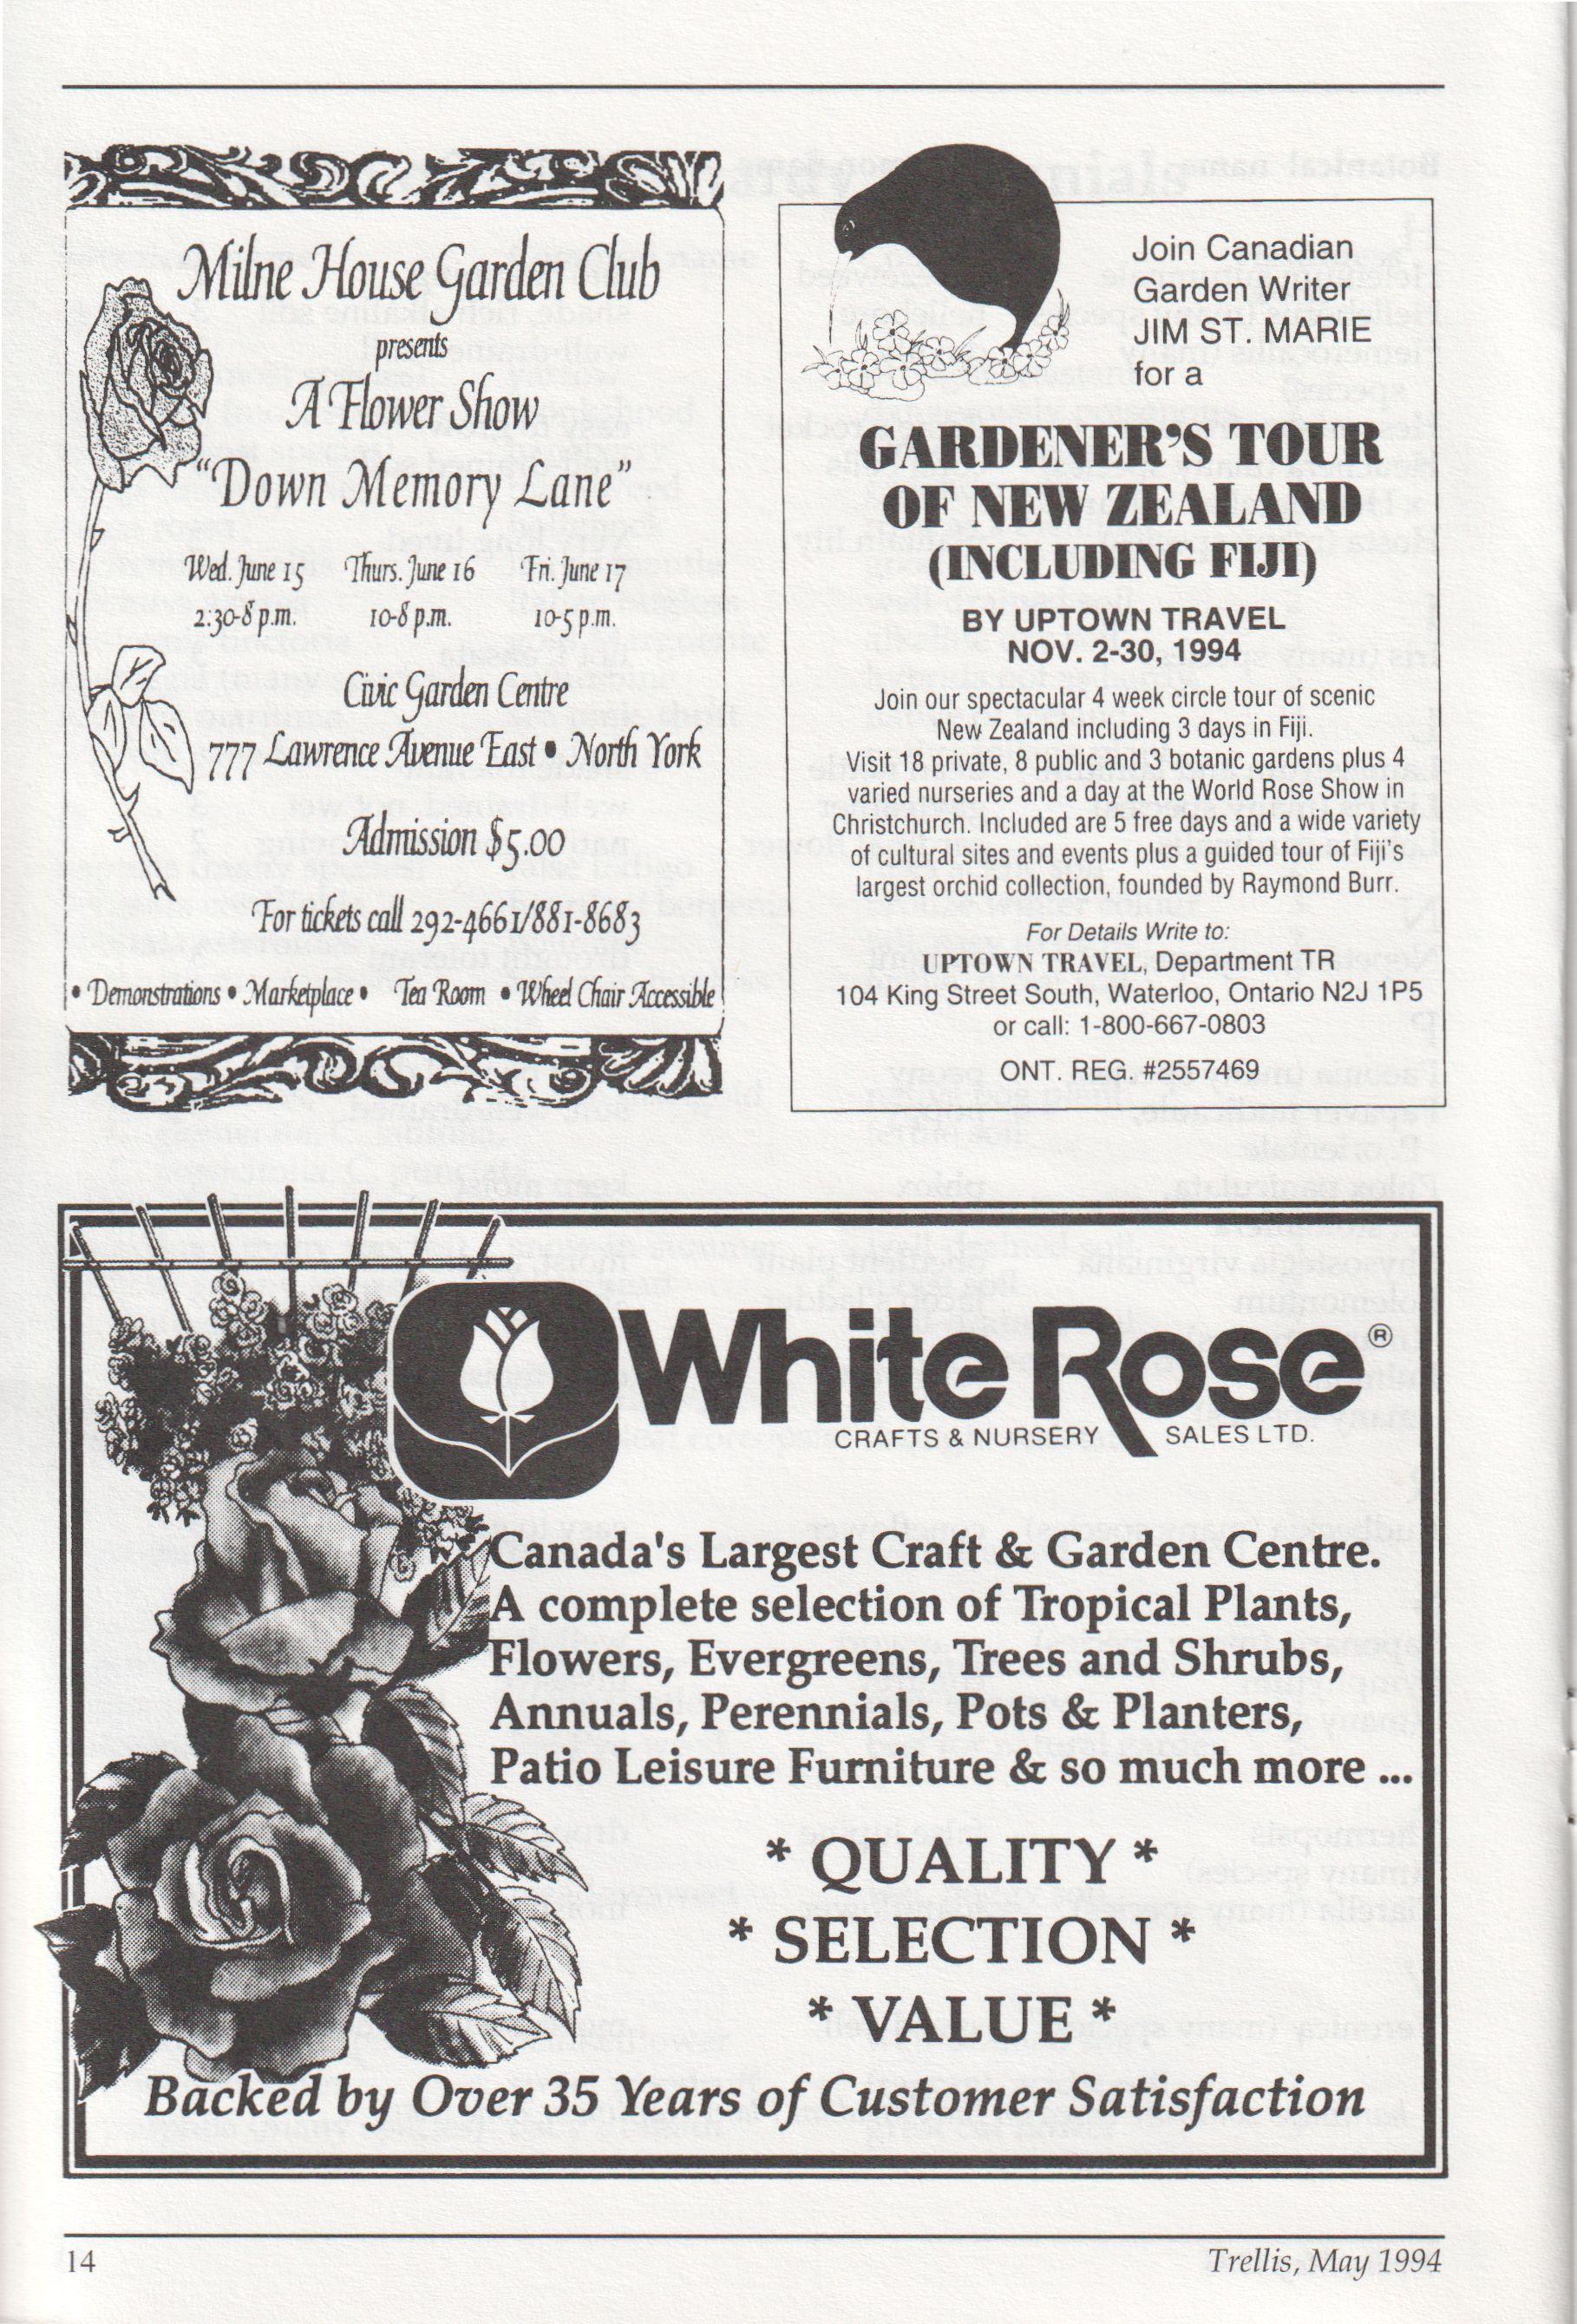 Milne House Garden Club
presents
A Flower Show
"Down Memory Lane"
Wed. June 15 Thurs. June 16 Fri. June 17
2:30-8 p.m. 10-8 p.m. 10-5 p.m.
Civic Garden Centre
777 Lawrence Avenue East • North York
Admission $5.00
For tickets call 292-4661/881-8683
• Demonstrations • Marketplace • Tea Room • Wheel Chair Accessible
Join Canadian
Garden Writer
JIM ST. MARIE
for a
GARDENER'S TOUR
OF NEW ZEALAND
(INCLUDING FIJI)
BY UPTOWN TRAVEL
NOV. 2-30, 1994
Join our spectacular 4 week circle tour of scenic
New Zealand including 3 days in Fiji.
Visit 18 private, 8 public and 3 botanic gardens plus 4
varied nurseries and a day at the World Rose Show in
Christchurch. Included are 5 free days and a wide variety
of cultural sites and events plus a guided tour of Fiji's
largest orchid collection, founded by Raymond Burr.
For Details Write to:
UPTOWN TRAVEL, Department TR
104 King Street South, Waterloo, Ontario N2J 1P5
or call: 1-800-667-0803
ONT. REG. #2557469
White Rose®
CRAFTS & NURSERY SALES LTD.
Canada's Largest Craft & Garden Centre.
A complete selection of Tropical Plants,
Flowers, Evergreens, Trees and Shrubs,
Annuals, Perennials, Pots & Planters,
Patio Leisure Furniture & so much more ...
* QUALITY *
* SELECTION *
* VALUE *
Backed by Over 35 Years of Customer Satisfaction
14
Trellis, May 1994